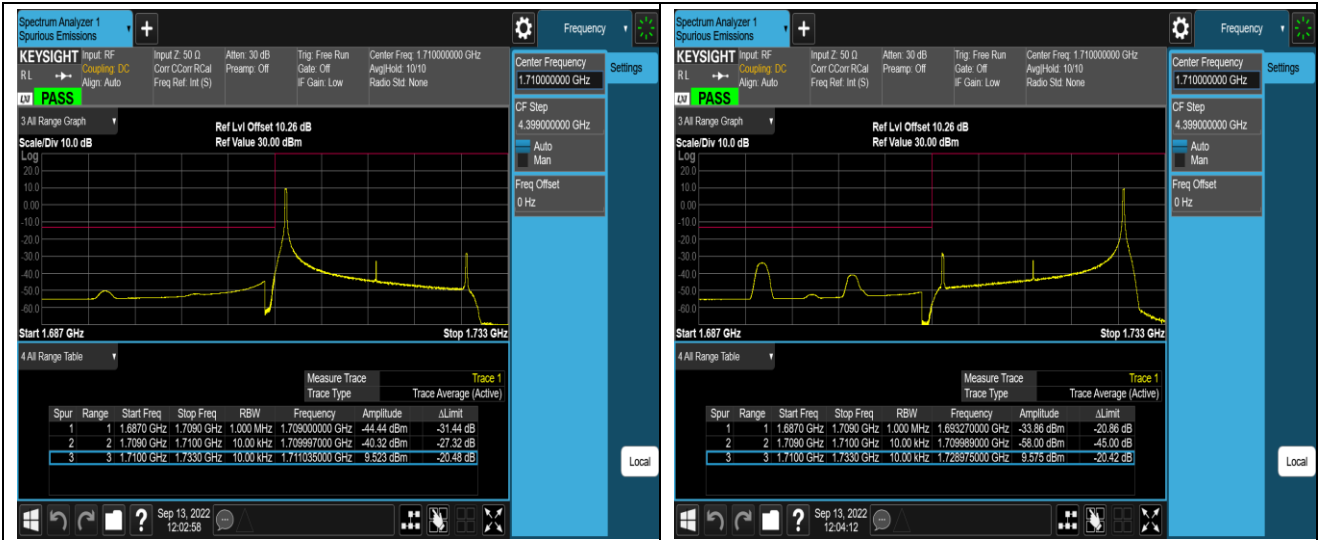 Spectrum Analyzer 1
Spurious Emissions
+
Frequency
KEYSIGHT Input: RF Input Z: 50 Ω Atten: 30 dB Trig: Free Run Center Freq: 1.710000000 GHz
Coupling: DC Corr CCorr RCal Preamp: Off Gate: Off Avg|Hold: 10/10
RL Align: Auto Freq Ref: Int (S) IF Gain: Low Radio Std: None
LXI PASS
Center Frequency
1.710000000 GHz
Settings
CF Step
4.399000000 GHz
Auto
Man
Freq Offset
0 Hz
3 All Range Graph
Ref Lvl Offset 10.26 dB
Scale/Div 10.0 dB Ref Value 30.00 dBm
Log
20.0
10.0
0.00
-10.0
-20.0
-30.0
-40.0
-50.0
-60.0
Start 1.687 GHz Stop 1.733 GHz
4 All Range Table
Measure Trace Trace 1
Trace Type Trace Average (Active)
Spur Range Start Freq Stop Freq RBW Frequency Amplitude ΔLimit
1 1 1.6870 GHz 1.7090 GHz 1.000 MHz 1.709000000 GHz -44.44 dBm -31.44 dB
2 2 1.7090 GHz 1.7100 GHz 10.00 kHz 1.709997000 GHz -40.32 dBm -27.32 dB
3 3 1.7100 GHz 1.7330 GHz 10.00 kHz 1.711035000 GHz 9.523 dBm -20.48 dB
Local
? Sep 13, 2022
12:02:58
Spectrum Analyzer 1
Spurious Emissions
+
Frequency
KEYSIGHT Input: RF Input Z: 50 Ω Atten: 30 dB Trig: Free Run Center Freq: 1.710000000 GHz
Coupling: DC Corr CCorr RCal Preamp: Off Gate: Off Avg|Hold: 10/10
RL Align: Auto Freq Ref: Int (S) IF Gain: Low Radio Std: None
LXI PASS
Center Frequency
1.710000000 GHz
Settings
CF Step
4.399000000 GHz
Auto
Man
Freq Offset
0 Hz
3 All Range Graph
Ref Lvl Offset 10.26 dB
Scale/Div 10.0 dB Ref Value 30.00 dBm
Log
20.0
10.0
0.00
-10.0
-20.0
-30.0
-40.0
-50.0
-60.0
Start 1.687 GHz Stop 1.733 GHz
4 All Range Table
Measure Trace Trace 1
Trace Type Trace Average (Active)
Spur Range Start Freq Stop Freq RBW Frequency Amplitude ΔLimit
1 1 1.6870 GHz 1.7090 GHz 1.000 MHz 1.693270000 GHz -33.86 dBm -20.86 dB
2 2 1.7090 GHz 1.7100 GHz 10.00 kHz 1.709989000 GHz -58.00 dBm -45.00 dB
3 3 1.7100 GHz 1.7330 GHz 10.00 kHz 1.728975000 GHz 9.575 dBm -20.42 dB
Local
? Sep 13, 2022
12:04:12